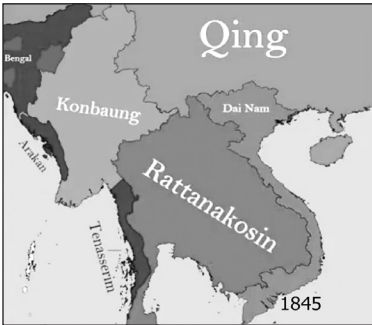 Qing
Bengal
Konbaung
Dai Nam
Arakan
Rattanakosin
Tenasserim
1845